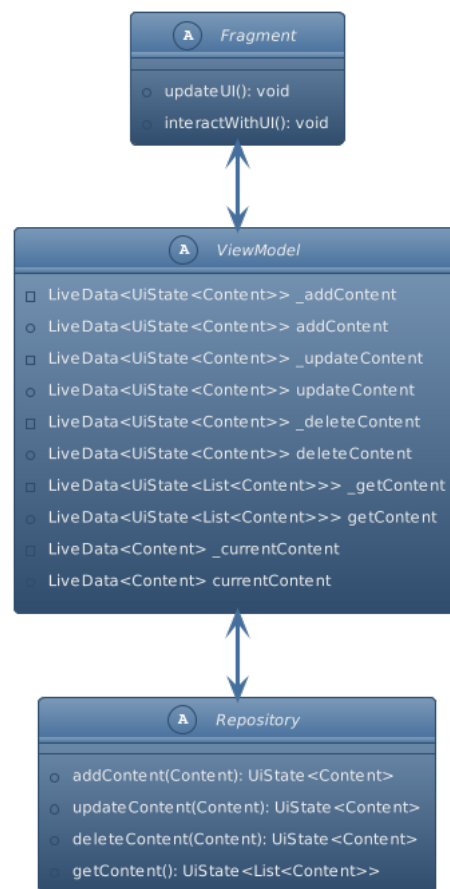 A Fragment
updateUI(): void
interactWithUI(): void
A ViewModel
LiveData<UiState<Content>> _addContent
LiveData<UiState<Content>> addContent
LiveData<UiState<Content>> _updateContent
LiveData<UiState<Content>> updateContent
LiveData<UiState<Content>> _deleteContent
LiveData<UiState<Content>> deleteContent
LiveData<UiState<List<Content>>> _getContent
LiveData<UiState<List<Content>>> getContent
LiveData<Content> _currentContent
LiveData<Content> currentContent
A Repository
addContent(Content): UiState<Content>
updateContent(Content): UiState<Content>
deleteContent(Content): UiState<Content>
getContent(): UiState<List<Content>>